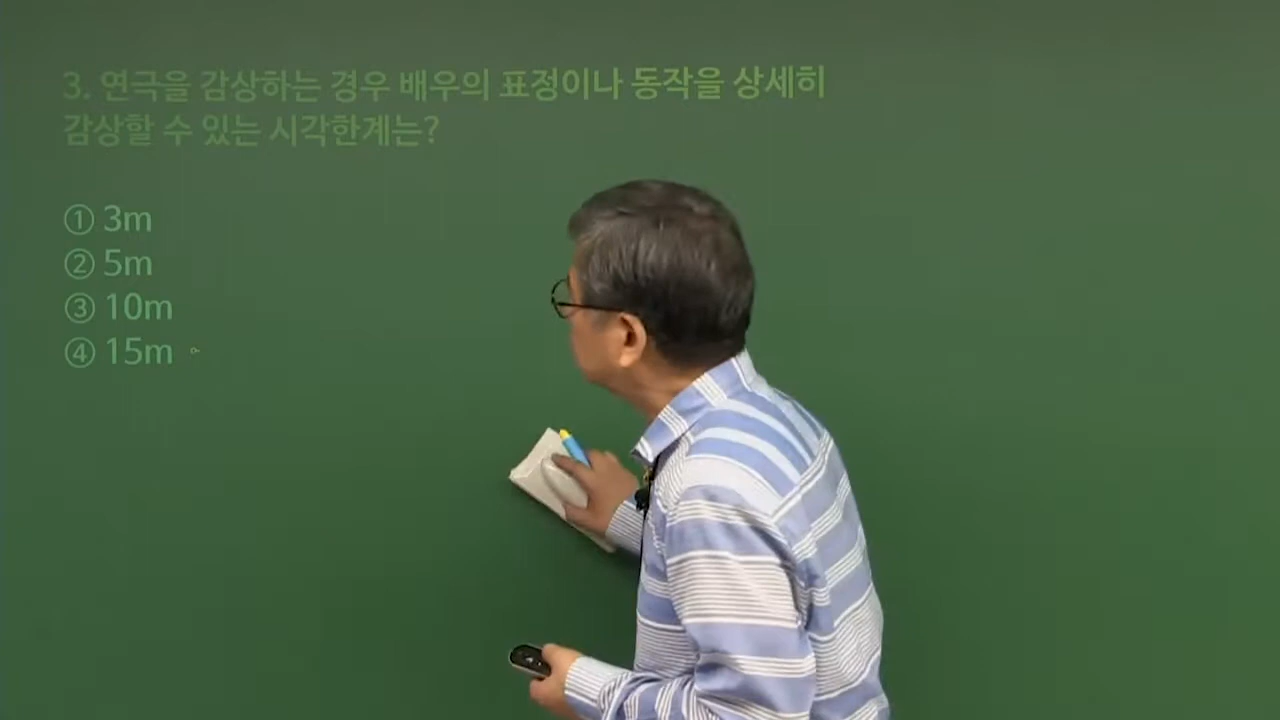 3. 연극을 감상하는 경우 배우의 표정이나 동작을 상세히
감상할 수 있는 시각한계는?
① 3m
② 5m
③ 10m
④ 15m